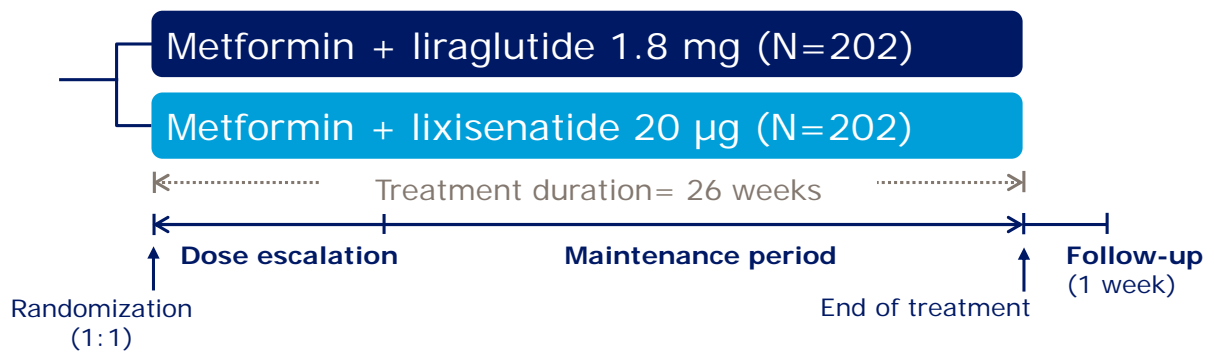 Metformin + liraglutide 1.8 mg (N=202)
Metformin + lixisenatide 20 µg (N=202)
Treatment duration= 26 weeks
Dose escalation
Maintenance period
Follow-up
(1 week)
Randomization
(1:1)
End of treatment